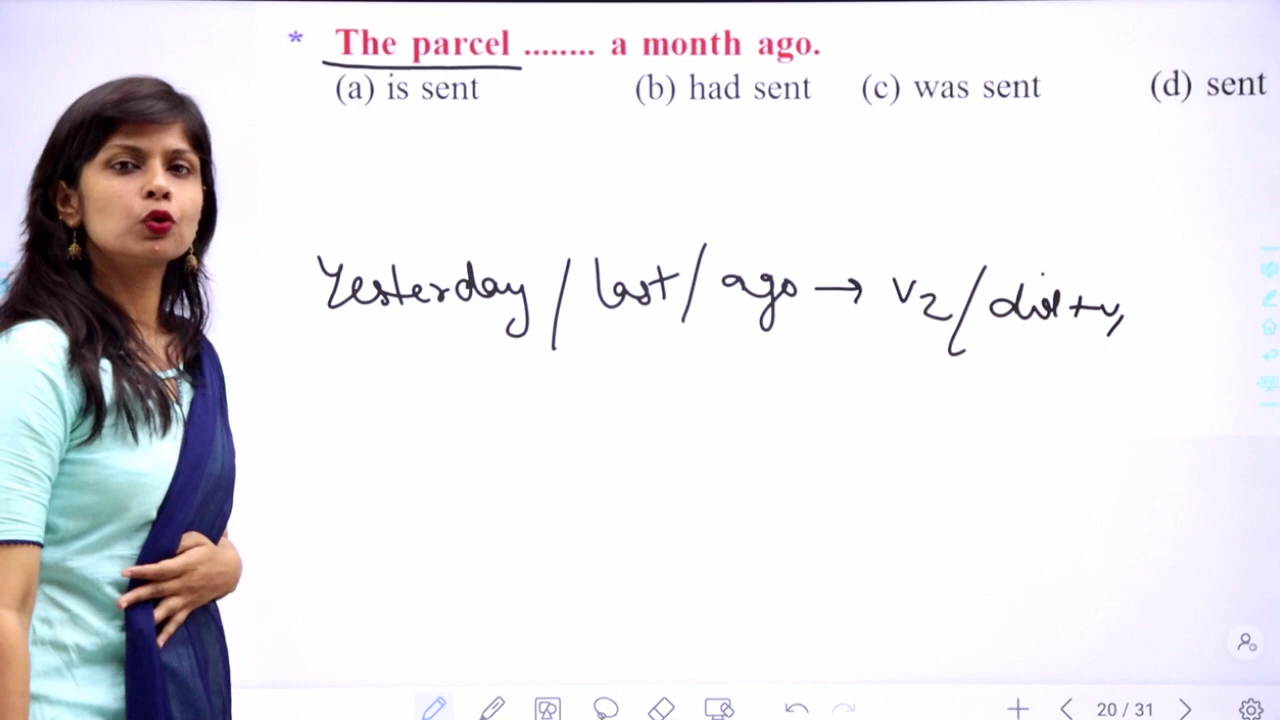 * The parcel ........ a month ago.
(a) is sent (b) had sent (c) was sent (d) sent
Yesterday / last / ago → V2 / did + V1
20 / 31